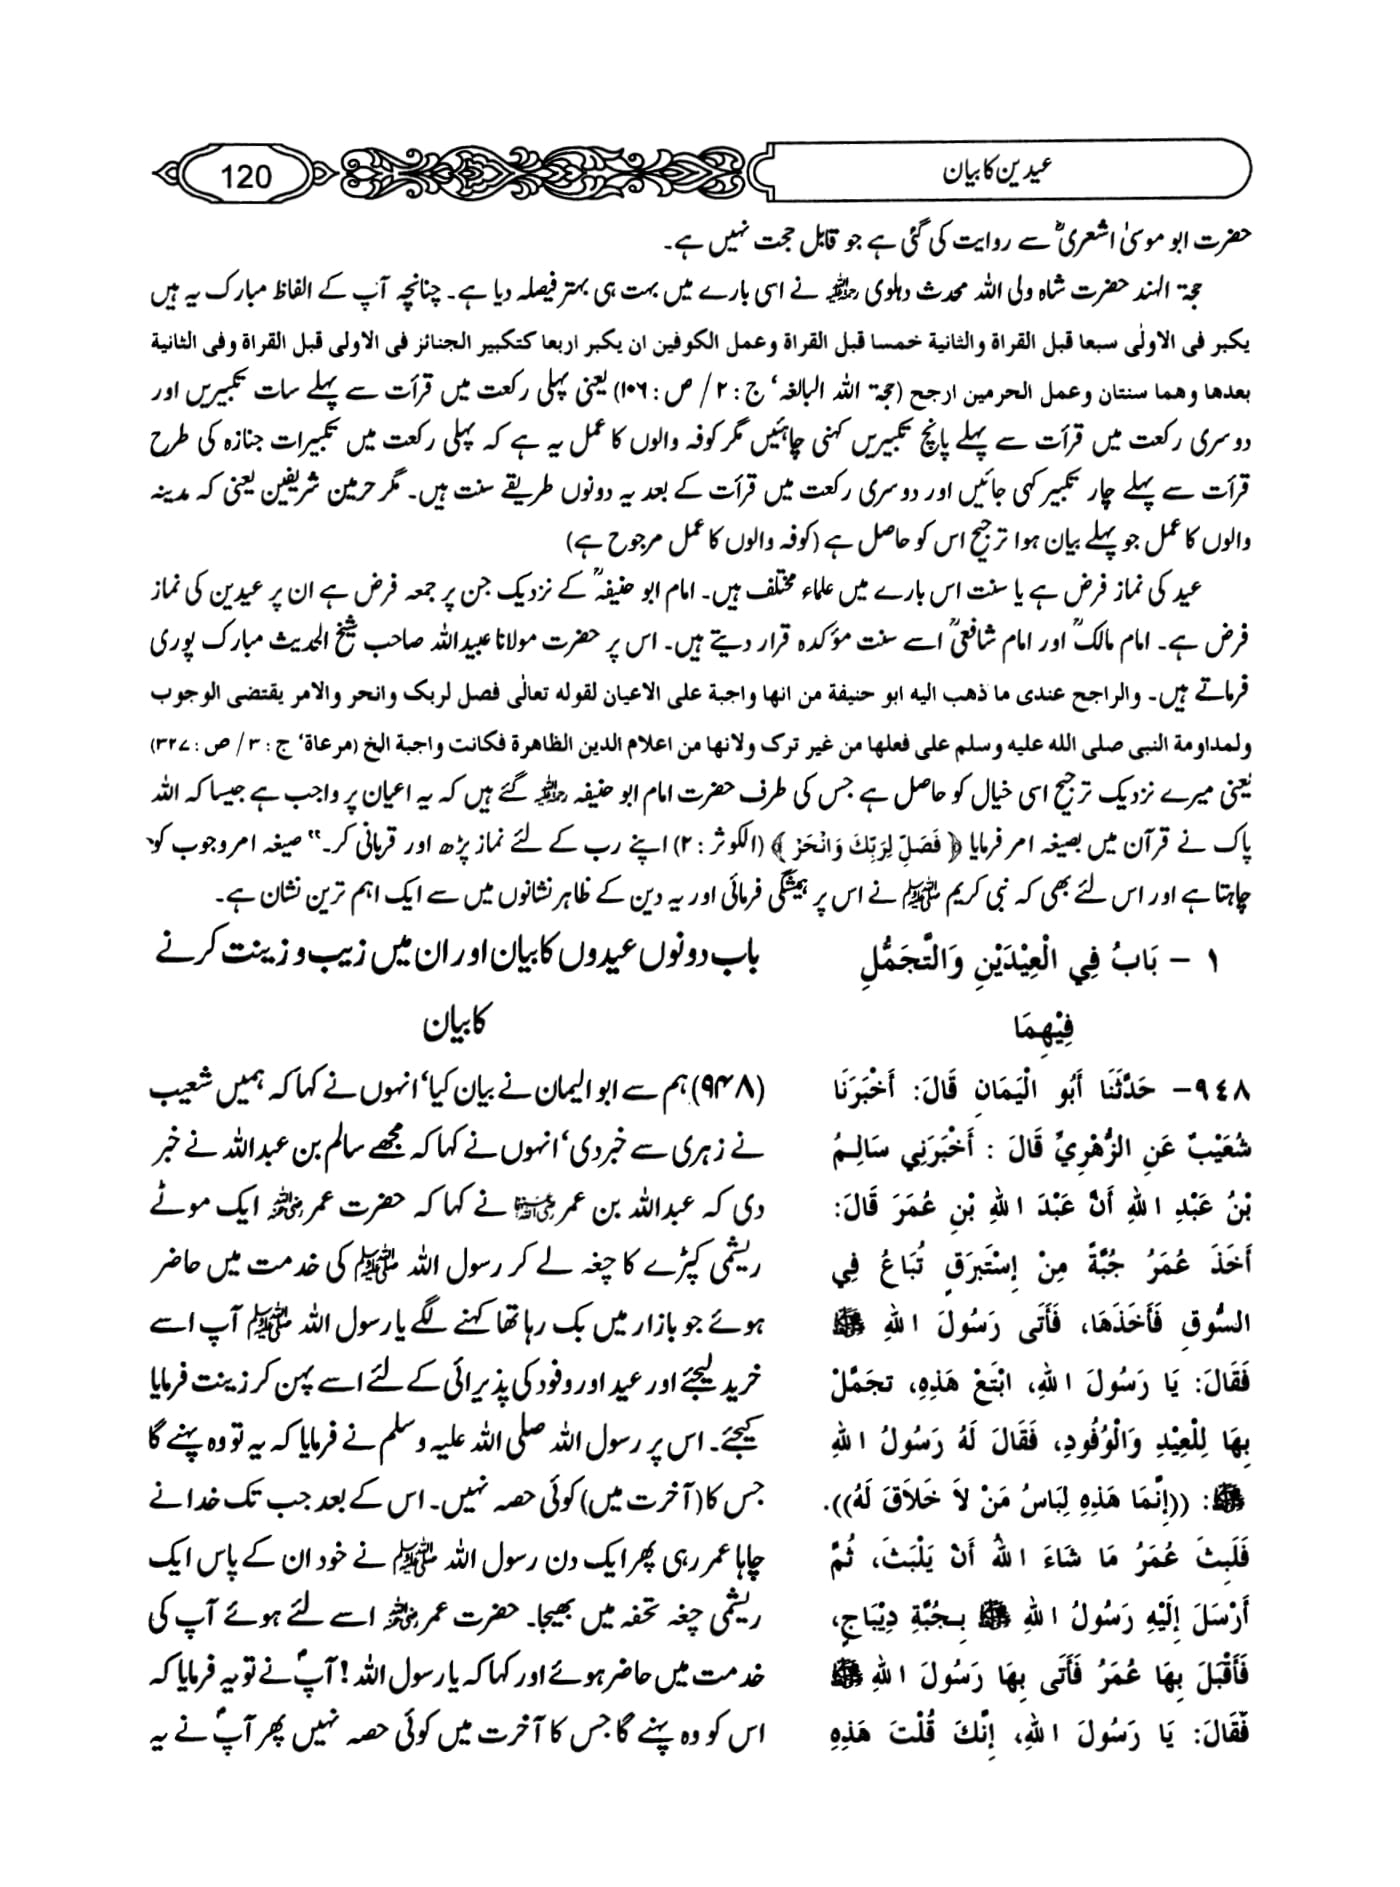 عیدین کا بیان
120
حضرت ابو موسیٰ اشعریؓ سے روایت کی گئی ہے جو قابل حجت نہیں ہے۔
حجۃ الہند حضرت شاہ ولی اللہ محدث دہلوی رحمۃ اللہ علیہ نے اسی بارے میں بہت ہی بہتر فیصلہ دیا ہے۔ چنانچہ آپ کے الفاظ مبارک یہ ہیں
یکبر فی الاولٰی سبعا قبل القراۃ والثانیۃ خمسا قبل القراۃ وعمل الکوفین ان یکبر اربعا کتکبیر الجنائز فی الاولی قبل القراۃ وفی الثانیۃ
بعدھا وھما سنتان وعمل الحرمین ارجح (حجۃ اللہ البالغہ‘ ج : ٢ / ص : ١٠٦) یعنی پہلی رکعت میں قرأت سے پہلے سات تکبیریں اور
دوسری رکعت میں قرأت سے پہلے پانچ تکبیریں کہنی چاہئیں مگر کوفہ والوں کا عمل یہ ہے کہ پہلی رکعت میں تکبیرات جنازہ کی طرح
قرأت سے پہلے چار تکبیر کہی جائیں اور دوسری رکعت میں قرأت کے بعد یہ دونوں طریقے سنت ہیں۔ مگر حرمین شریفین یعنی کہ مدینہ
والوں کا عمل جو پہلے بیان ہوا ترجیح اس کو حاصل ہے (کوفہ والوں کا عمل مرجوح ہے)
عید کی نماز فرض ہے یا سنت اس بارے میں علماء مختلف ہیں۔ امام ابو حنیفہؒ کے نزدیک جن پر جمعہ فرض ہے ان پر عیدین کی نماز
فرض ہے۔ امام مالکؒ اور امام شافعیؒ اسے سنت مؤکدہ قرار دیتے ہیں۔ اس پر حضرت مولانا عبیداللہ صاحب شیخ الحدیث مبارک پوری
فرماتے ہیں۔ والراجح عندی ما ذھب الیہ ابو حنیفۃ من انھا واجبۃ علی الاعیان لقولہ تعالٰی فصل لربک وانحر والامر یقتضی الوجوب
ولمداومۃ النبی صلی اللہ علیہ وسلم علی فعلھا من غیر ترک ولانھا من اعلام الدین الظاھرۃ فکانت واجبۃ الخ (مرعاۃ‘ ج : ٣ / ص : ٣٢٧)
یعنی میرے نزدیک ترجیح اسی خیال کو حاصل ہے جس کی طرف حضرت امام ابو حنیفہ رحمۃ اللہ علیہ گئے ہیں کہ یہ اعیان پر واجب ہے جیسا کہ اللہ
پاک نے قرآن میں بصیغہ امر فرمایا ﴿ فَصَلِّ لِرَبِّكَ وَانْحَرْ ﴾ (الکوثر : ٢) اپنے رب کے لئے نماز پڑھ اور قربانی کر۔‘‘ صیغہ امر وجوب کو
چاہتا ہے اور اس لئے بھی کہ نبی کریم ﷺ نے اس پر ہمیشگی فرمائی اور یہ دین کے ظاہر نشانوں میں سے ایک اہم ترین نشان ہے۔
١ – بَابُ فِي الْعِيْدَيْنِ وَالتَّجَمُّلِ
فِيْهِمَا
٩٤٨– حَدَّثَنَا أَبُو الْيَمَانِ قَالَ: أَخْبَرَنَا
شُعَيْبٌ عَنِ الزُّهْرِيِّ قَالَ : أَخْبَرَنِي سَالِمُ
بْنُ عَبْدِ اللهِ أَنَّ عَبْدَ اللهِ بْنِ عُمَرَ قَالَ:
أَخَذَ عُمَرُ جُبَّةً مِنْ إِسْتَبرَقٍ تُبَاعُ فِي
السُّوقِ فَأَخَذَهَا، فَأَتَى رَسُولَ اللهِ ﷺ
فَقَالَ: يَا رَسُولَ اللهِ، ابْتَعْ هَذِهِ، تَجَمَّلْ
بِهَا لِلْعِيْدِ وَالْوُفُودِ، فَقَالَ لَهُ رَسُولُ اللهِ
ﷺ: ((إِنَّمَا هَذِهِ لِبَاسُ مَنْ لاَ خَلاَقَ لَهُ)).
فَلَبِثَ عُمَرُ مَا شَاءَ اللهُ أَنْ يَلْبَثَ، ثُمَّ
أَرْسَلَ إِلَيْهِ رَسُولُ اللهِ ﷺ بِجُبَّةِ دِيْبَاجٍ،
فَأَقْبَلَ بِهَا عُمَرُ فَأَتَى بِهَا رَسُولَ اللهِ ﷺ
فَقَالَ: يَا رَسُولَ اللهِ، إِنَّكَ قُلْتَ هَذِهِ
باب دونوں عیدوں کا بیان اور ان میں زیب و زینت کرنے
کا بیان
(٩٤٨) ہم سے ابو الیمان نے بیان کیا‘ انہوں نے کہا کہ ہمیں شعیب
نے زہری سے خبر دی‘ انہوں نے کہا کہ مجھے سالم بن عبداللہ نے خبر
دی کہ عبداللہ بن عمر رضی اللہ عنہما نے کہا کہ حضرت عمر رضی اللہ عنہ ایک موٹے
ریشمی کپڑے کا چغہ لے کر رسول اللہ ﷺ کی خدمت میں حاضر
ہوئے جو بازار میں بک رہا تھا کہنے لگے یا رسول اللہ ﷺ آپ اسے
خرید لیجئے اور عید اور وفود کی پذیرائی کے لئے اسے پہن کر زینت فرمایا
کیجئے۔ اس پر رسول اللہ صلی اللہ علیہ و سلم نے فرمایا کہ یہ تو وہ پہنے گا
جس کا (آخرت میں) کوئی حصہ نہیں۔ اس کے بعد جب تک خدا نے
چاہا عمر رہی پھر ایک دن رسول اللہ ﷺ نے خود ان کے پاس ایک
ریشمی چغہ تحفہ میں بھیجا۔ حضرت عمر رضی اللہ عنہ اسے لئے ہوئے آپ کی
خدمت میں حاضر ہوئے اور کہا کہ یا رسول اللہ! آپؐ نے تو یہ فرمایا کہ
اس کو وہ پہنے گا جس کا آخرت میں کوئی حصہ نہیں پھر آپؐ نے یہ